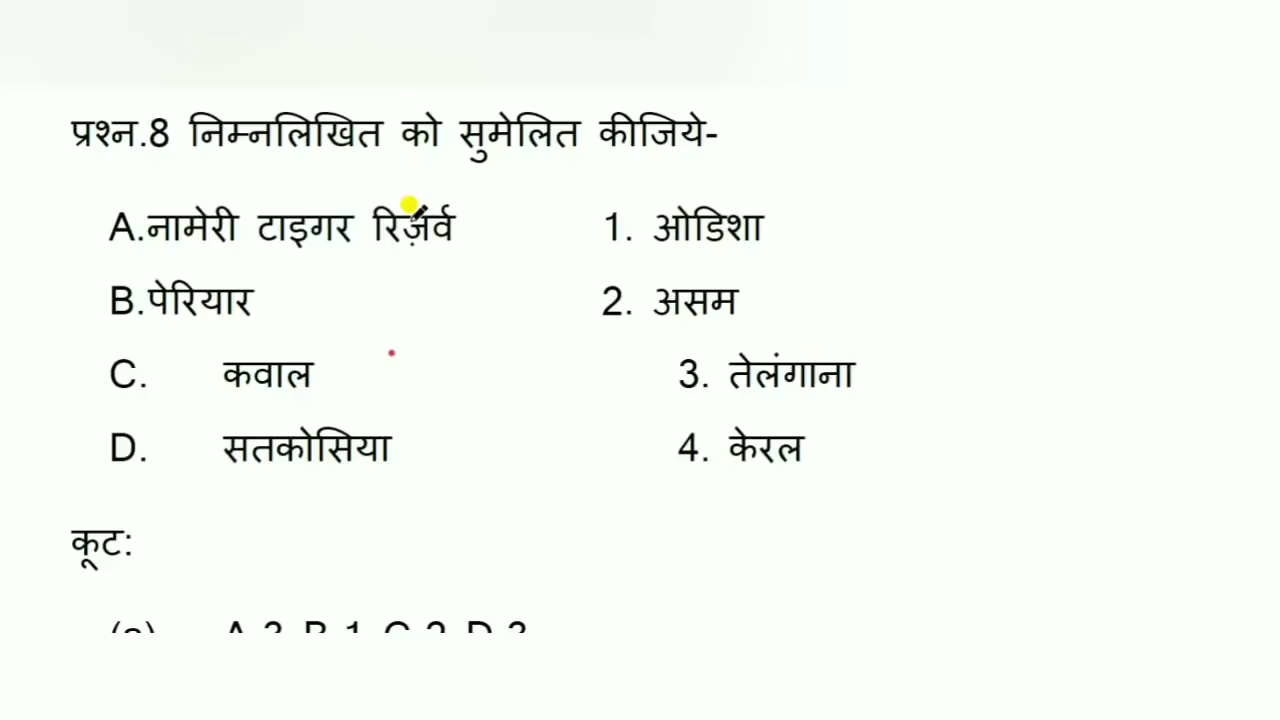 प्रश्न.8 निम्नलिखित को सुमेलित कीजिये-
A.नामेरी टाइगर रिज़र्व 1. ओडिशा
B.पेरियार 2. असम
C. कवाल 3. तेलंगाना
D. सतकोसिया 4. केरल
कूट: